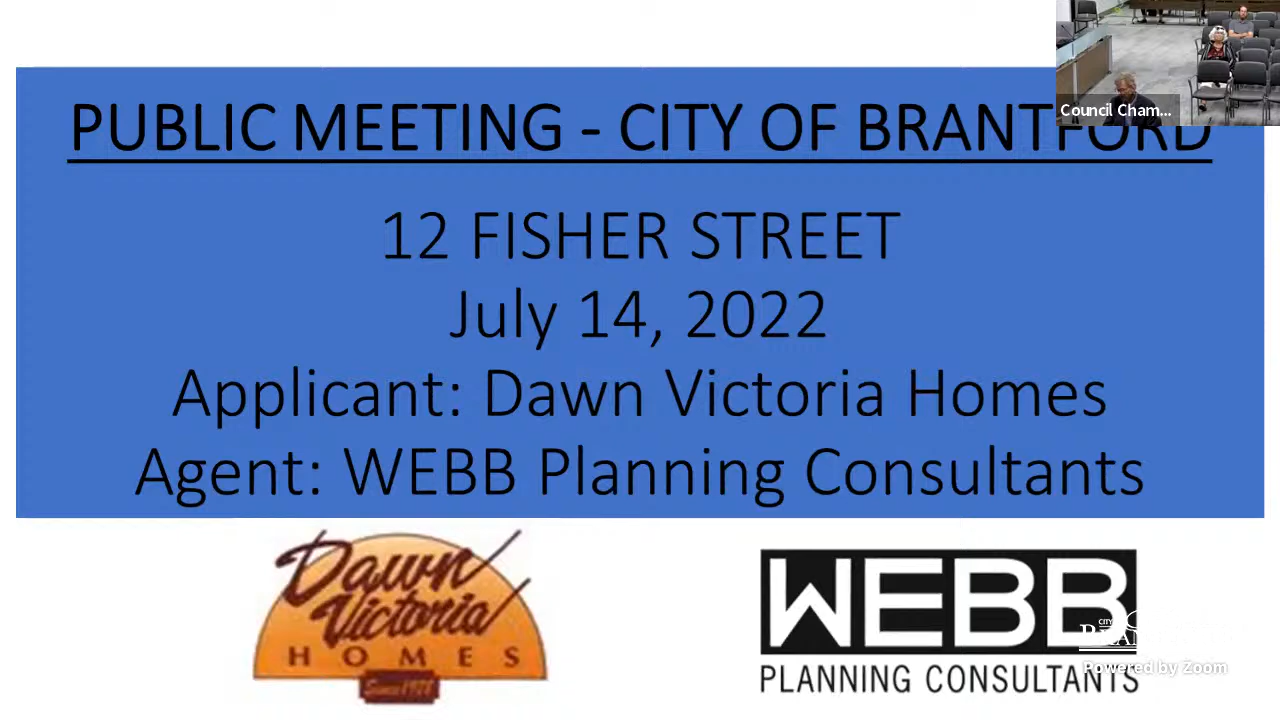 PUBLIC MEETING - CITY OF BRANTFORD
Council Cham...
12 FISHER STREET
July 14, 2022
Applicant: Dawn Victoria Homes
Agent: WEBB Planning Consultants
Dawn
Victoria
HOMES
WEBB
PLANNING CONSULTANTS
CITY
Powered by Zoom